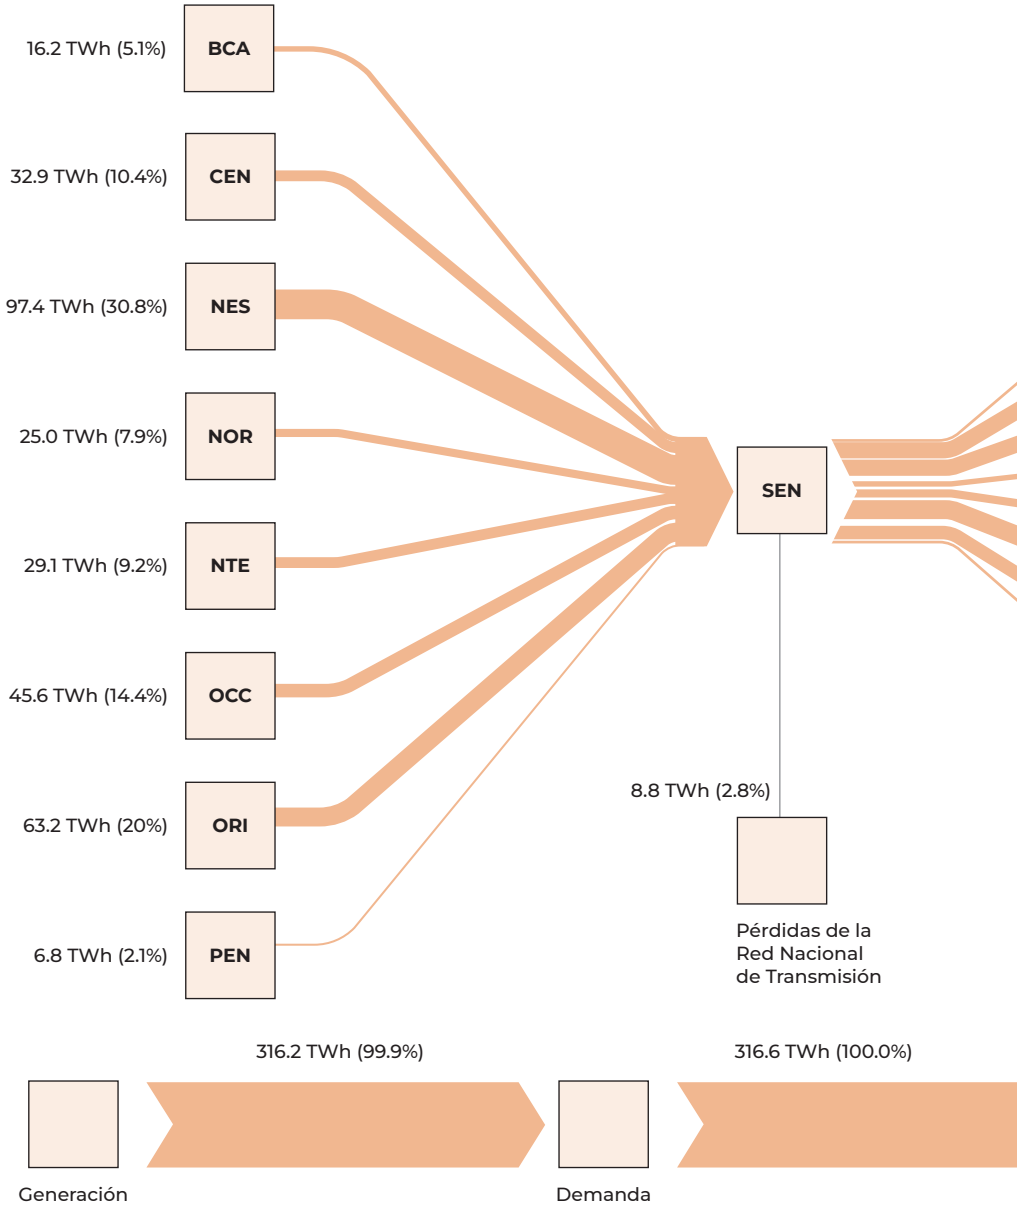 16.2 TWh (5.1%)
BCA
32.9 TWh (10.4%)
CEN
97.4 TWh (30.8%)
NES
25.0 TWh (7.9%)
NOR
SEN
29.1 TWh (9.2%)
NTE
45.6 TWh (14.4%)
OCC
8.8 TWh (2.8%)
63.2 TWh (20%)
ORI
Pérdidas de la
Red Nacional
de Transmisión
6.8 TWh (2.1%)
PEN
316.2 TWh (99.9%)
316.6 TWh (100.0%)
Generación
Demanda